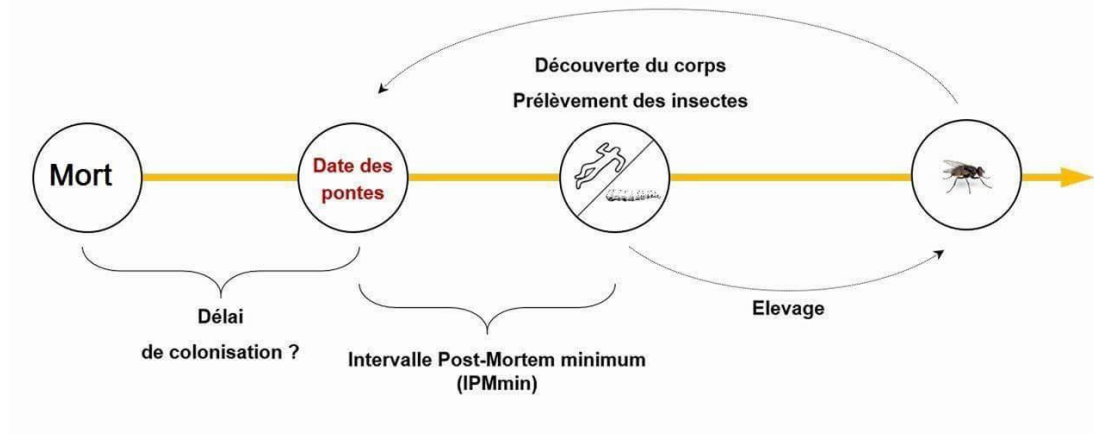 Découverte du corps
Prélèvement des insectes
Mort
Date des
pontes
Délai
de colonisation ?
Elevage
Intervalle Post-Mortem minimum
(IPMmin)